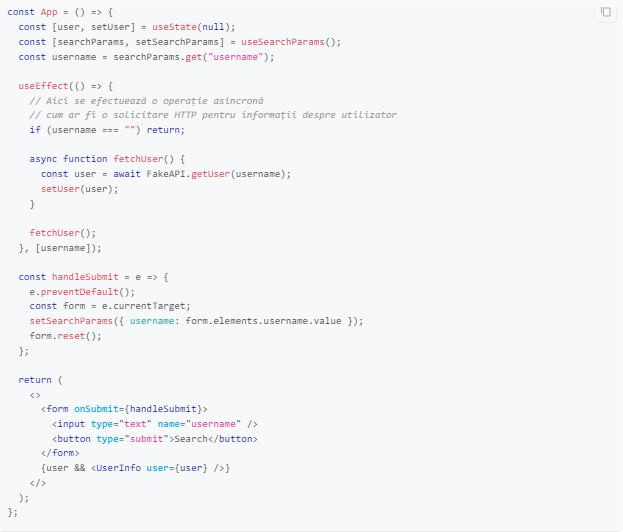 const App = () => {
  const [user, setUser] = useState(null);
  const [searchParams, setSearchParams] = useSearchParams();
  const username = searchParams.get("username");

  useEffect(() => {
    // Aici se efectuează o operație asincronă
    // cum ar fi o solicitare HTTP pentru informații despre utilizator
    if (username === "") return;

    async function fetchUser() {
      const user = await FakeAPI.getUser(username);
      setUser(user);
    }

    fetchUser();
  }, [username]);

  const handleSubmit = e => {
    e.preventDefault();
    const form = e.currentTarget;
    setSearchParams({ username: form.elements.username.value });
    form.reset();
  };

  return (
    <>
      <form onSubmit={handleSubmit}>
        <input type="text" name="username" />
        <button type="submit">Search</button>
      </form>
      {user && <UserInfo user={user} />}
    </>
  );
};